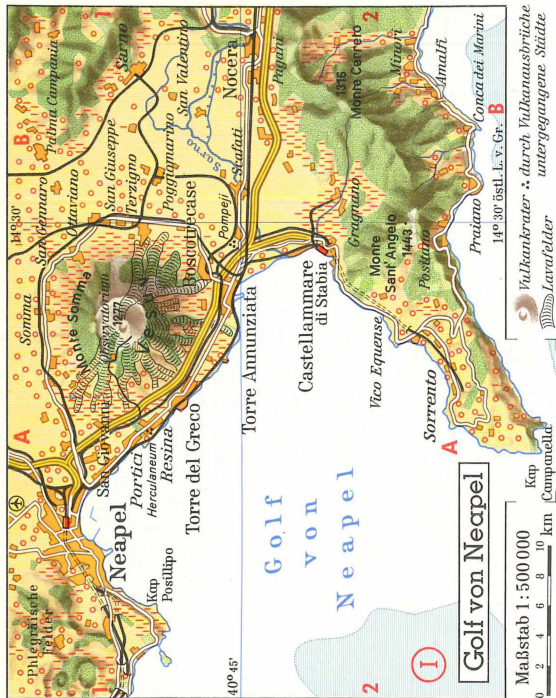 Phlegräische
Felder
Neapel
Kap
Posillipo
San Giovanni
Portici
Herculaneum
Resina
Torre del Greco
Somma
San Gennaro
Ottaviano
San Giuseppe
Terzigno
Poggiomarino
Boscotrecase
Pompeji
Scafati
Palma Campania
Sarno
San Valentino
Sarno
Nocera
Pagani
Monte Somma
Observatorium
1277
Vesuv
Torre Annunziata
Castellammare
di Stabia
Gragnano
Vico Equense
Monte
Sant'Angelo
1443
Sorrento
Positano
Praiano
1316
Monte Cerreto
Minori
Amalfi
Conca dei Marini
Kap
Campanella
Golf
von
Neapel
40°45'
14°30'
14°30' östl. L. v. Gr.
A
B
1
1
2
2
A
B
I
Golf von Neapel
Maßstab 1:500 000
0 2 4 6 8 10 km
Vulkankrater
durch Vulkanausbrüche
untergegangene Städte
Lavafelder